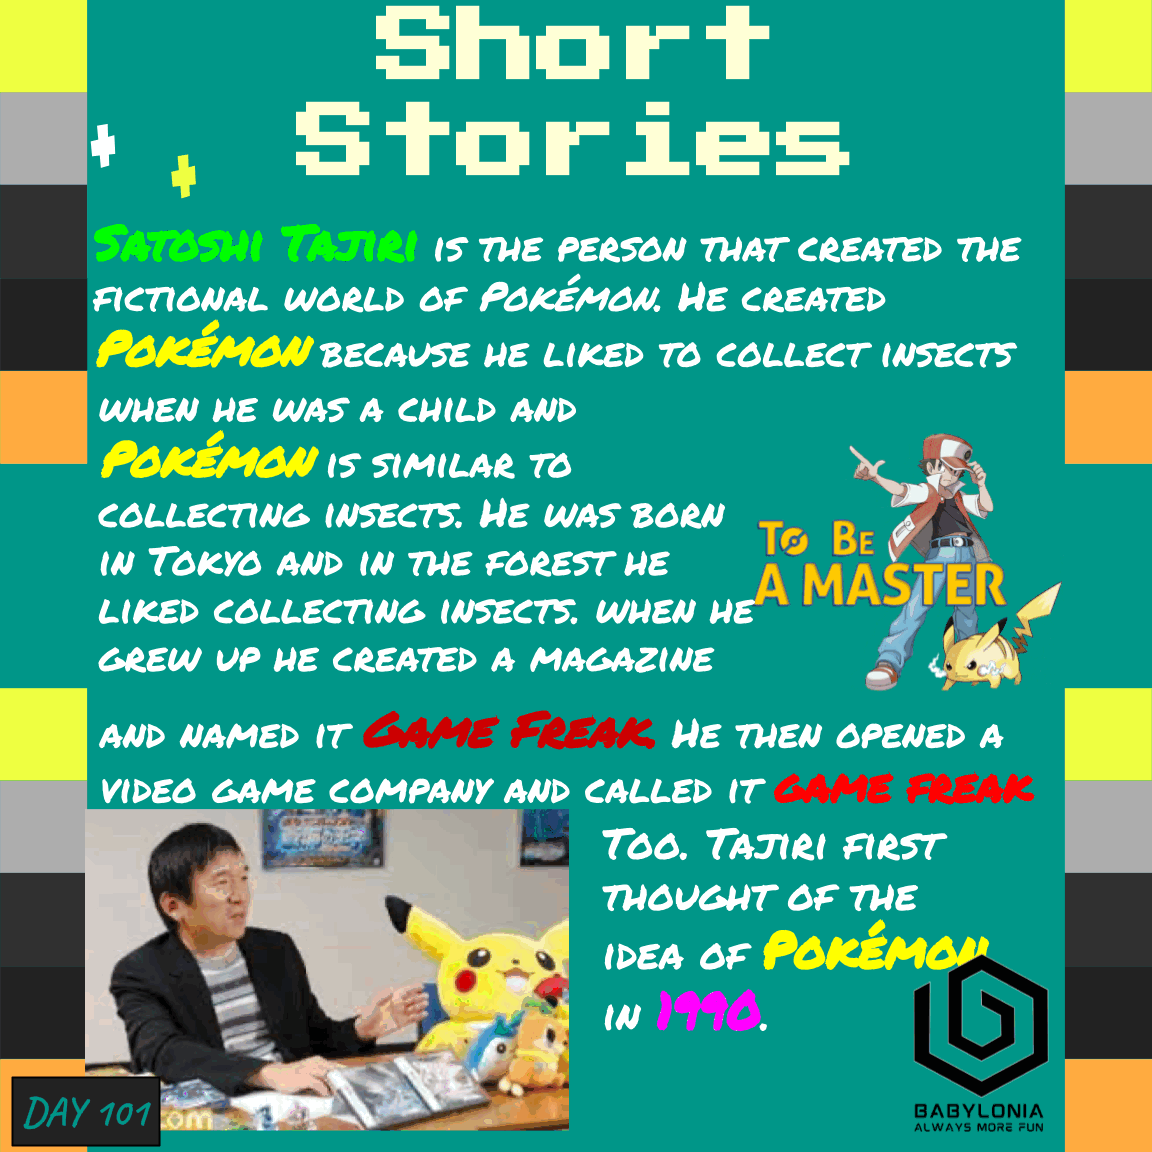 Short
Stories
Satoshi Tajiri is the person that created the
fictional world of Pokémon. He created
Pokémon because he liked to collect insects
when he was a child and
Pokémon is similar to
collecting insects. He was born
in Tokyo and in the forest he
liked collecting insects. when he
grew up he created a magazine
To Be
A MASTER
and named it Game Freak. He then opened a
video game company and called it game freak
Too. Tajiri first
thought of the
idea of Pokémon
in 1990.
BABYLONIA
ALWAYS MORE FUN
DAY 101
com